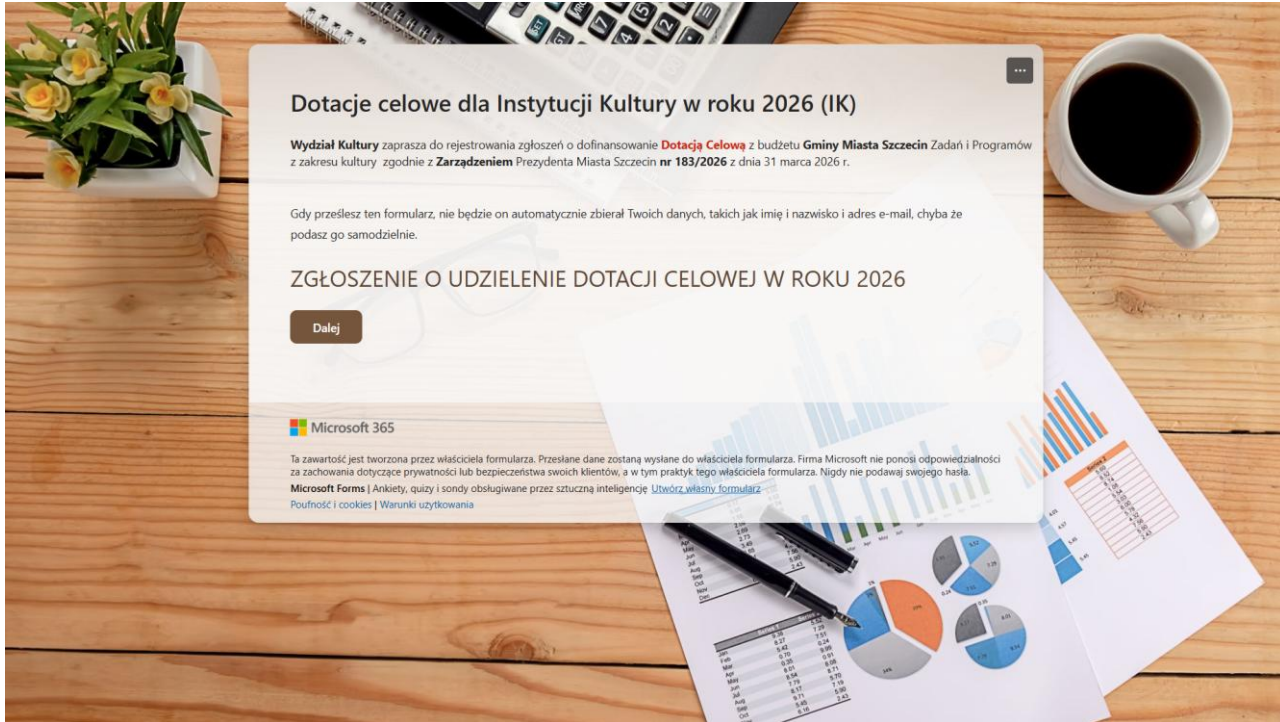 Dotacje celowe dla Instytucji Kultury w roku 2026 (IK)
Wydział Kultury zaprasza do rejestrowania zgłoszeń o dofinansowanie Dotacją Celową z budżetu Gminy Miasta Szczecin Zadań i Programów
z zakresu kultury zgodnie z Zarządzeniem Prezydenta Miasta Szczecin nr 183/2026 z dnia 31 marca 2026 r.
Gdy prześlesz ten formularz, nie będzie on automatycznie zbierał Twoich danych, takich jak imię i nazwisko i adres e-mail, chyba że
podasz go samodzielnie.
ZGŁOSZENIE O UDZIELENIE DOTACJI CELOWEJ W ROKU 2026
Dalej
Microsoft 365
Ta zawartość jest tworzona przez właściciela formularza. Przesłane dane zostaną wysłane do właściciela formularza. Firma Microsoft nie ponosi odpowiedzialności
za zachowania dotyczące prywatności lub bezpieczeństwa swoich klientów, a w tym praktyk tego właściciela formularza. Nigdy nie podawaj swojego hasła.
Microsoft Forms | Ankiety, quizy i sondy obsługiwane przez sztuczną inteligencję Utwórz własny formularz
Poufność i cookies | Warunki użytkowania